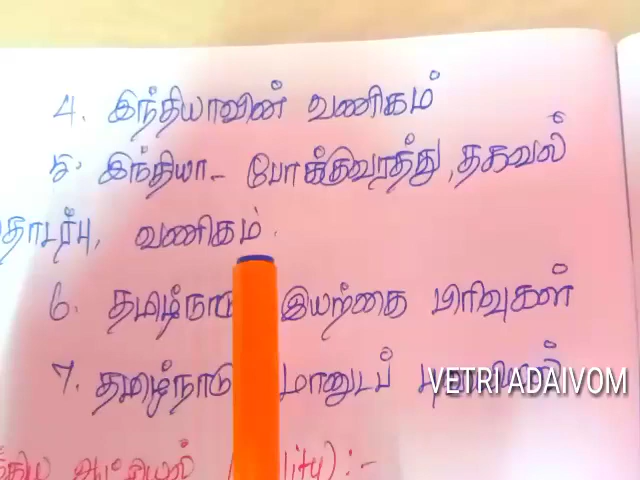 4. இந்தியாவின் வணிகம்
5. இந்தியா - போக்குவரத்து, தகவல்
தொடர்பு, வணிகம்.
6. தமிழ்நாடு இயற்கை பிரிவுகள்
7. தமிழ்நாடு மானுடப்
VETRI ADAIVOM